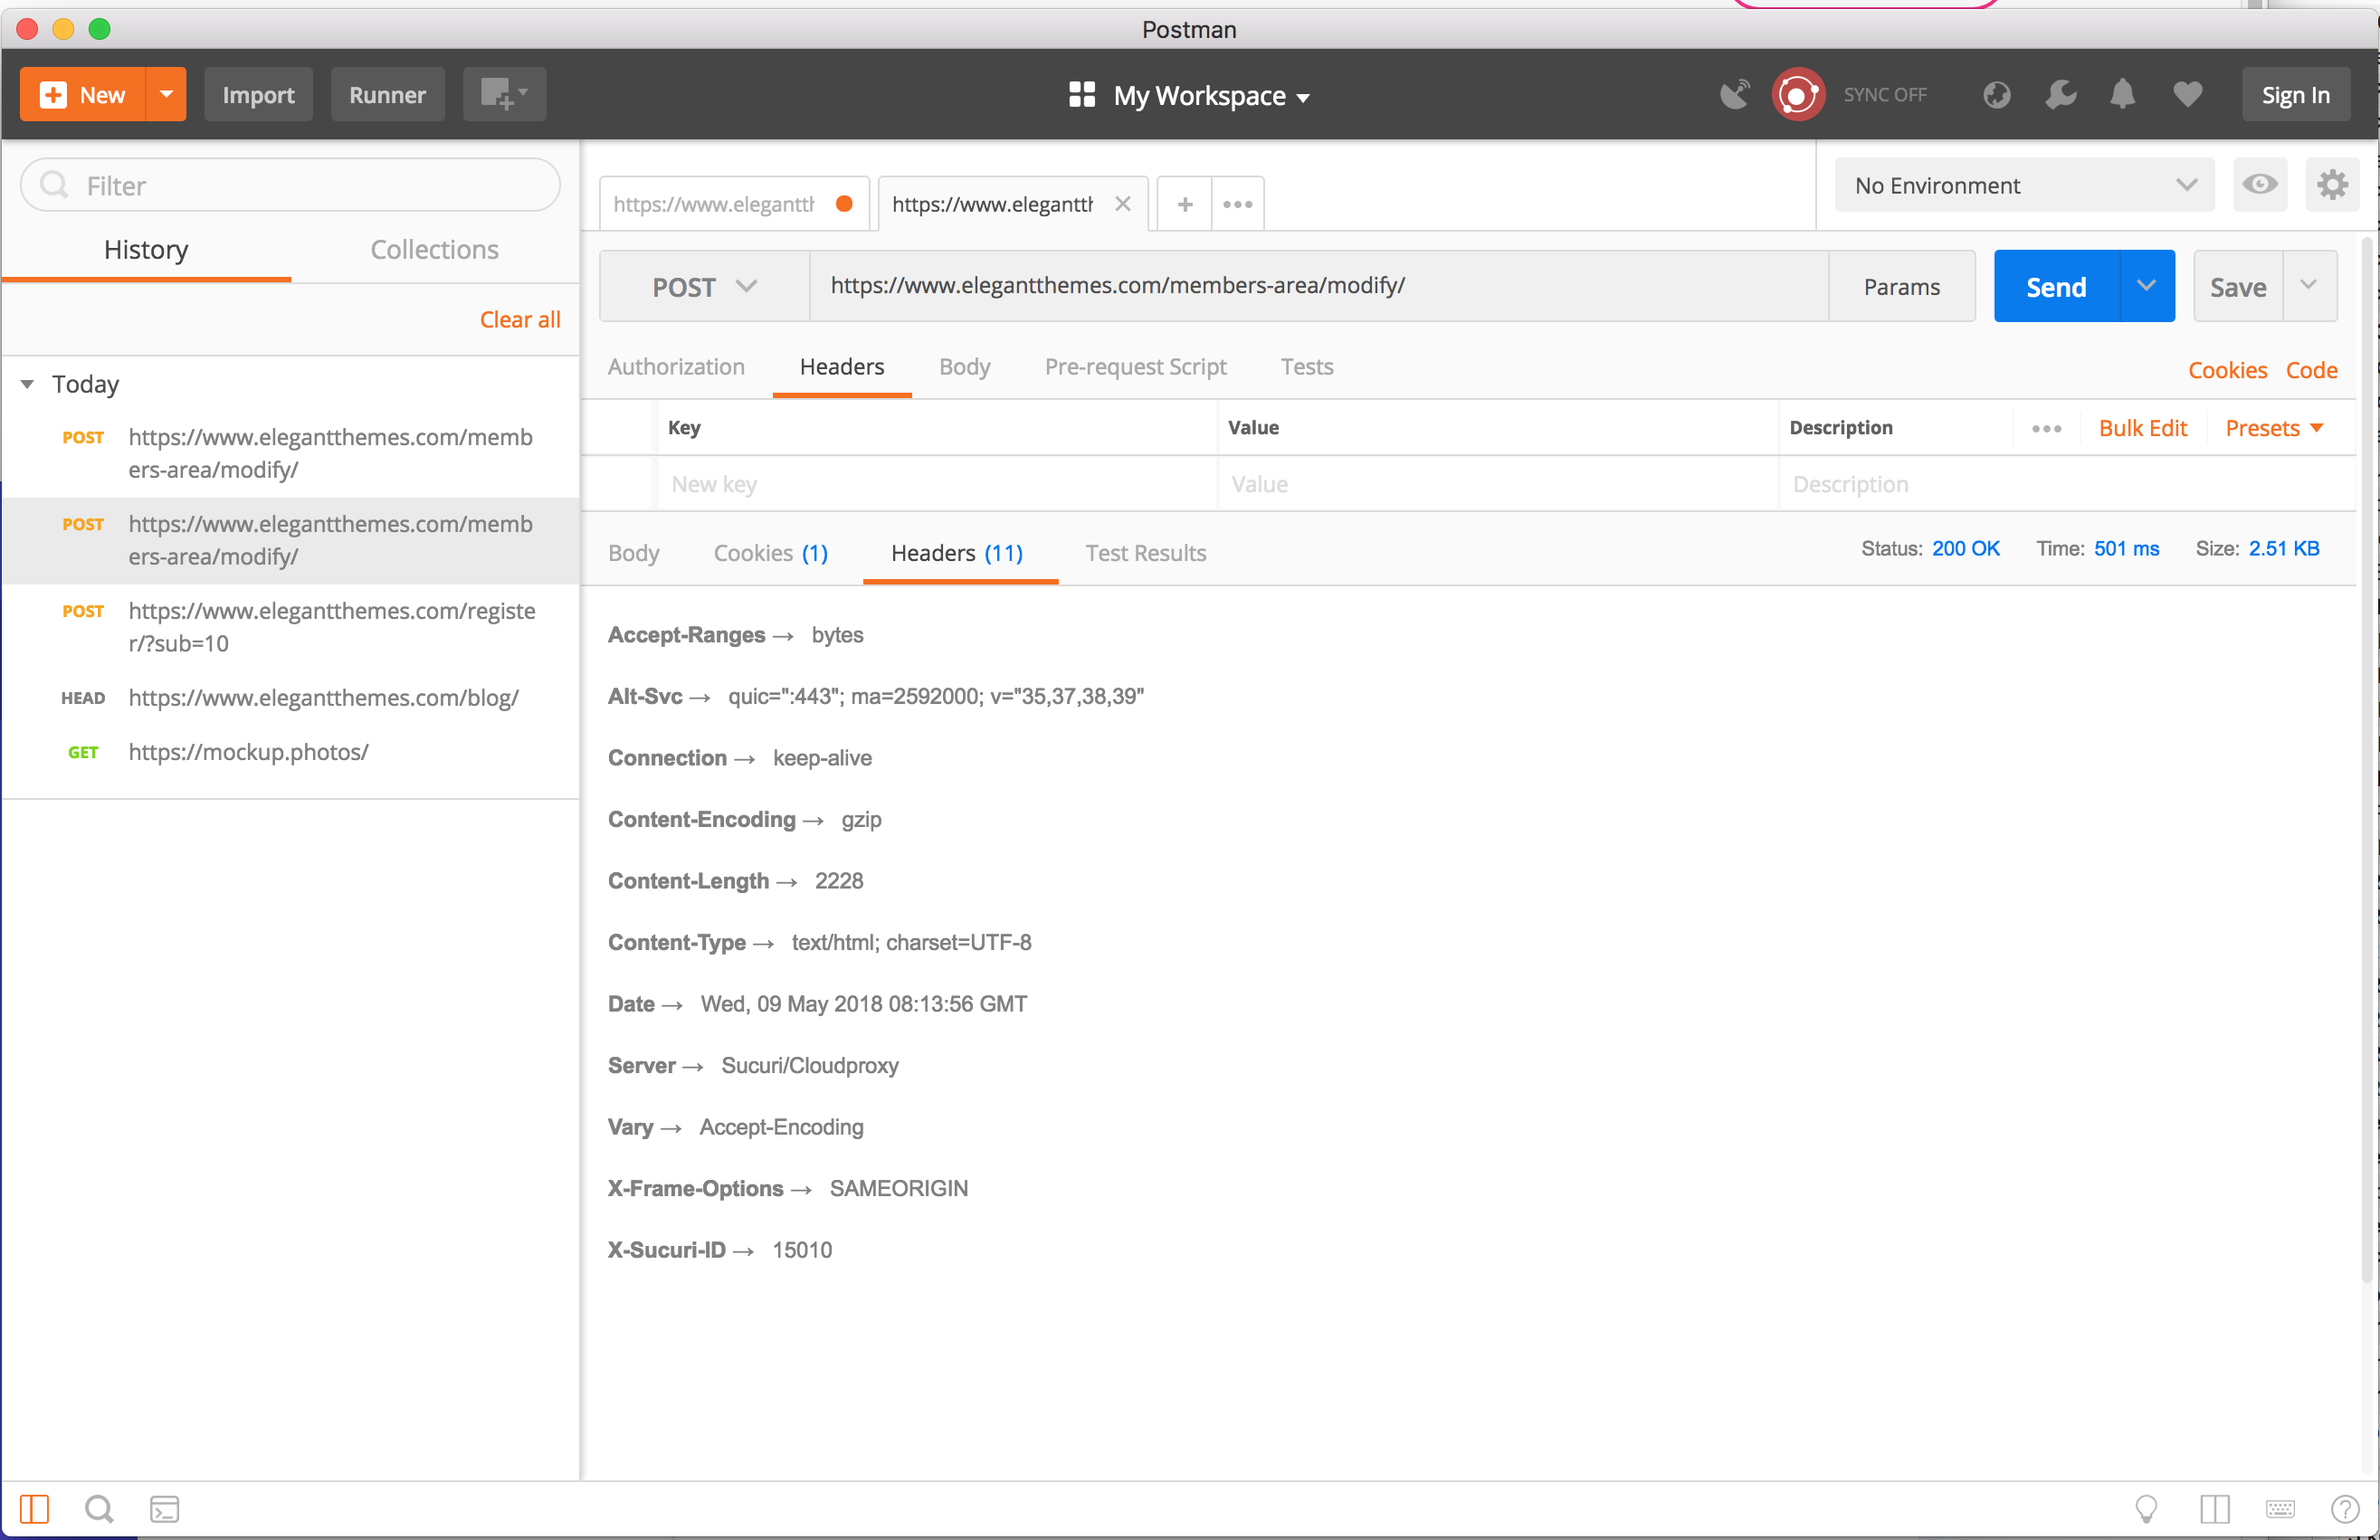 Postman
New
Import
Runner
My Workspace
SYNC OFF
Sign In
Filter
History
Collections
Clear all
Today
POST https://www.elegantthemes.com/memb
ers-area/modify/
POST https://www.elegantthemes.com/memb
ers-area/modify/
POST https://www.elegantthemes.com/registe
r/?sub=10
HEAD https://www.elegantthemes.com/blog/
GET https://mockup.photos/
https://www.elegantth
https://www.elegantth
No Environment
POST
https://www.elegantthemes.com/members-area/modify/
Params
Send
Save
Authorization
Headers
Body
Pre-request Script
Tests
Cookies
Code
Key
Value
Description
Bulk Edit
Presets
New key
Value
Description
Body
Cookies (1)
Headers (11)
Test Results
Status: 200 OK
Time: 501 ms
Size: 2.51 KB
Accept-Ranges → bytes
Alt-Svc → quic=":443"; ma=2592000; v="35,37,38,39"
Connection → keep-alive
Content-Encoding → gzip
Content-Length → 2228
Content-Type → text/html; charset=UTF-8
Date → Wed, 09 May 2018 08:13:56 GMT
Server → Sucuri/Cloudproxy
Vary → Accept-Encoding
X-Frame-Options → SAMEORIGIN
X-Sucuri-ID → 15010